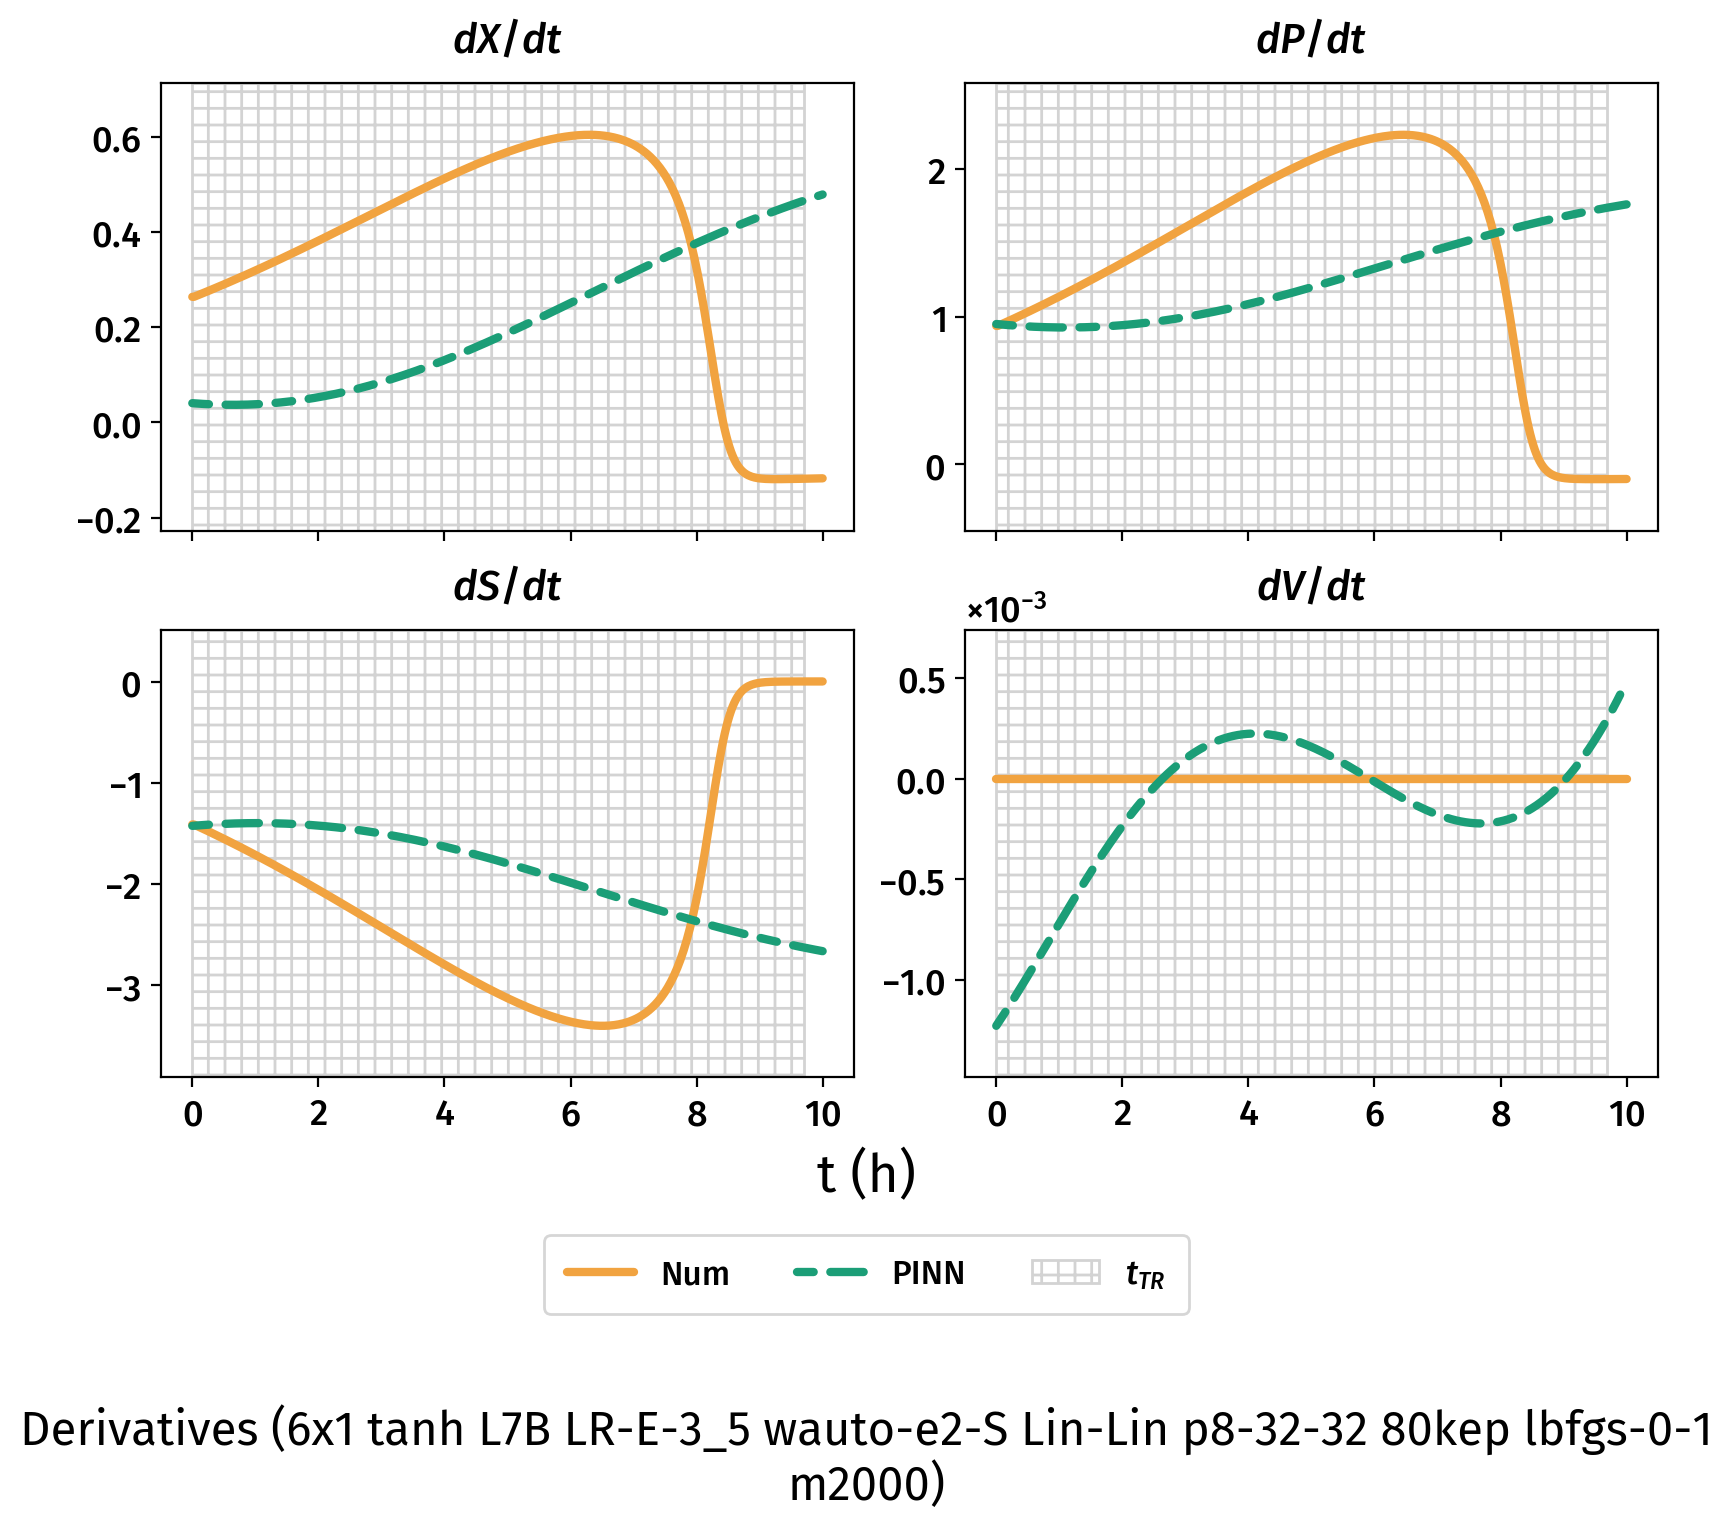 dX/dt
dP/dt
0.6
0.4
0.2
0.0
−0.2
2
1
0
dS/dt
dV/dt
×10⁻³
0
−1
−2
−3
0.5
0.0
−0.5
−1.0
0 2 4 6 8 10
0 2 4 6 8 10
t (h)
Num PINN t_TR
Derivatives (6x1 tanh L7B LR-E-3_5 wauto-e2-S Lin-Lin p8-32-32 80kep lbfgs-0-1
m2000)